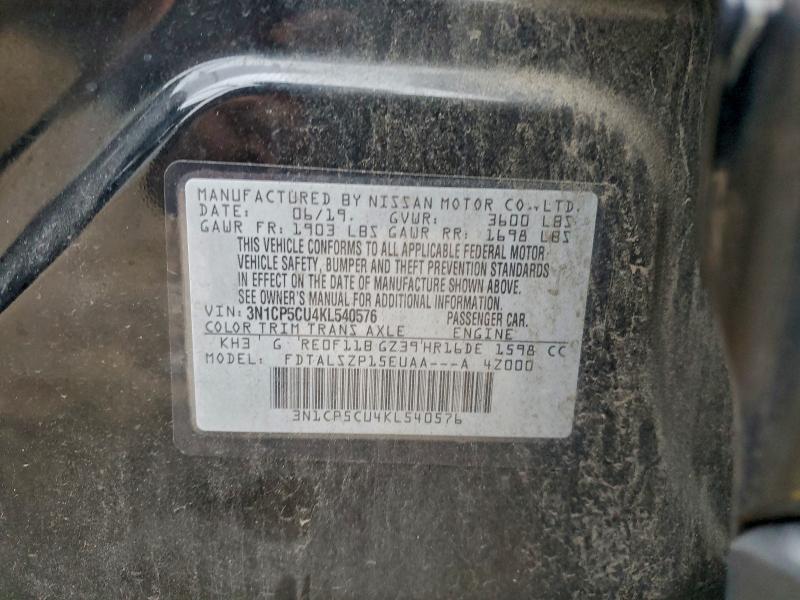 MANUFACTURED BY NISSAN MOTOR CO., LTD.
DATE: 06/19. GVWR: 3600 LBS
GAWR FR: 1903 LBS GAWR RR: 1698 LBS
THIS VEHICLE CONFORMS TO ALL APPLICABLE FEDERAL MOTOR
VEHICLE SAFETY, BUMPER AND THEFT PREVENTION STANDARDS
IN EFFECT ON THE DATE OF MANUFACTURE SHOWN ABOVE.
SEE OWNER'S MANUAL FOR ADDITIONAL INFORMATION.
VIN: 3N1CP5CU4KL540576 PASSENGER CAR.
COLOR TRIM TRANS AXLE ENGINE
KH3 G RE0F11B GZ39 HR16DE 1598 CC
MODEL: FDTALSZP15EUAA---A 4Z000
3N1CP5CU4KL540576